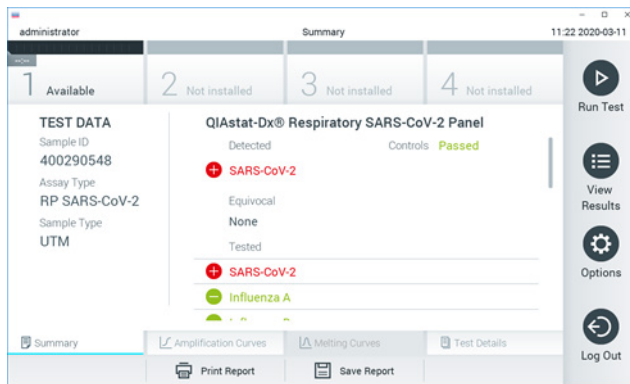 administrator
Summary
11:22 2020-03-11
--:--
1 Available
2 Not installed
3 Not installed
4 Not installed
Run Test
View
Results
Options
Log Out
TEST DATA
Sample ID
400290548
Assay Type
RP SARS-CoV-2
Sample Type
UTM
QIAstat-Dx® Respiratory SARS-CoV-2 Panel
Detected
Controls Passed
SARS-CoV-2
Equivocal
None
Tested
SARS-CoV-2
Influenza A
Summary
Amplification Curves
Melting Curves
Test Details
Print Report
Save Report